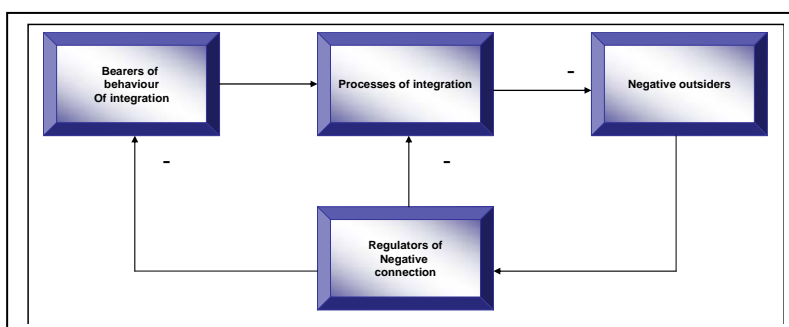 Bearers of
behaviour
Of integration
Processes of integration
-
Negative outsiders
-
-
Regulators of
Negative
connection